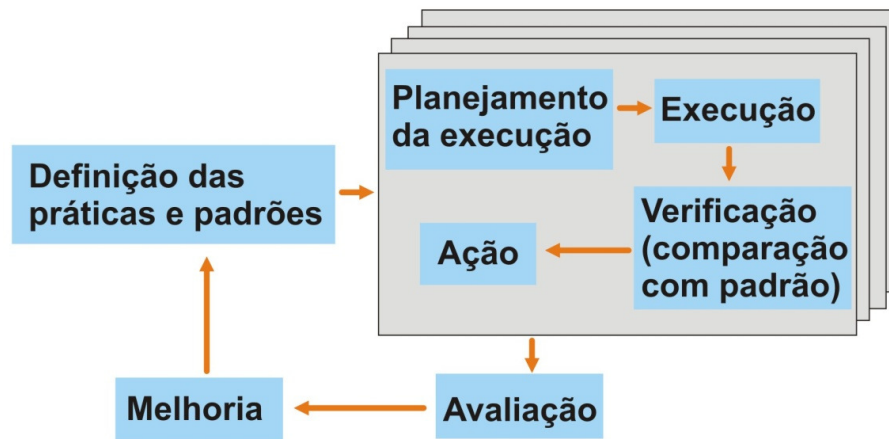 Planejamento
da execução
Execução
Definição das
práticas e padrões
Verificação
(comparação
com padrão)
Ação
Melhoria
Avaliação